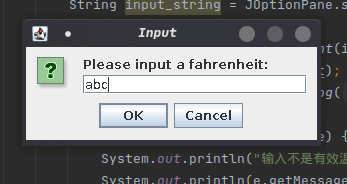 String input_string = JOptionPane.s
Input
Please input a fahrenheit:
abc
OK
Cancel
System.out.println("输入不是有效温
System.out.println(e.getMessage